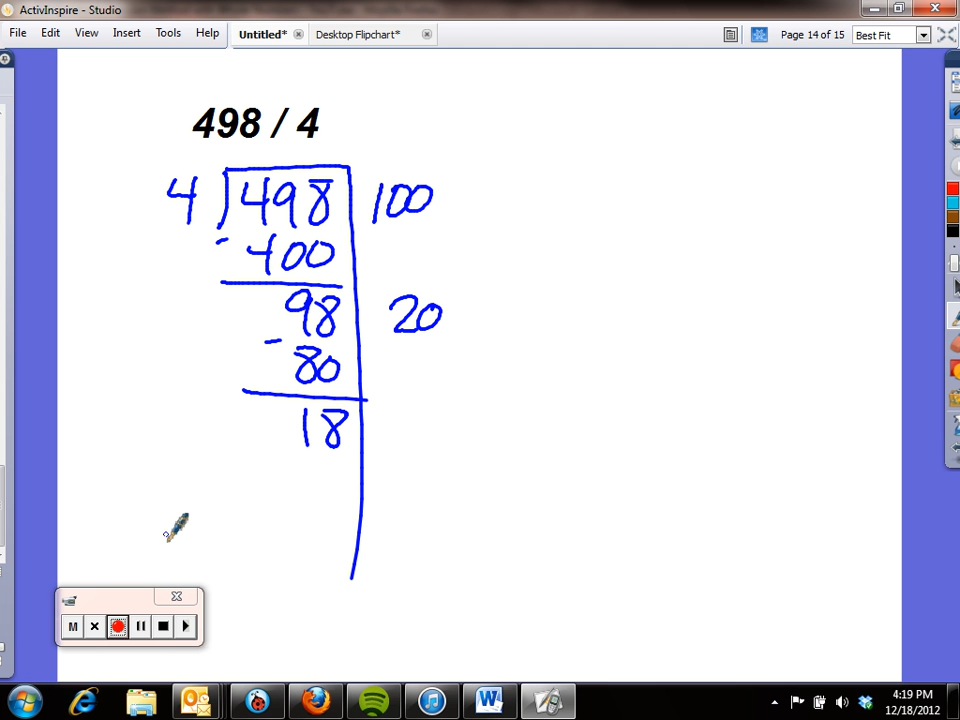 ActivInspire - Studio
File Edit View Insert Tools Help Untitled* Desktop Flipchart* Page 14 of 15 Best Fit
498 / 4
4 498 100
- 400
98 20
- 80
18
M
4:19 PM
12/18/2012